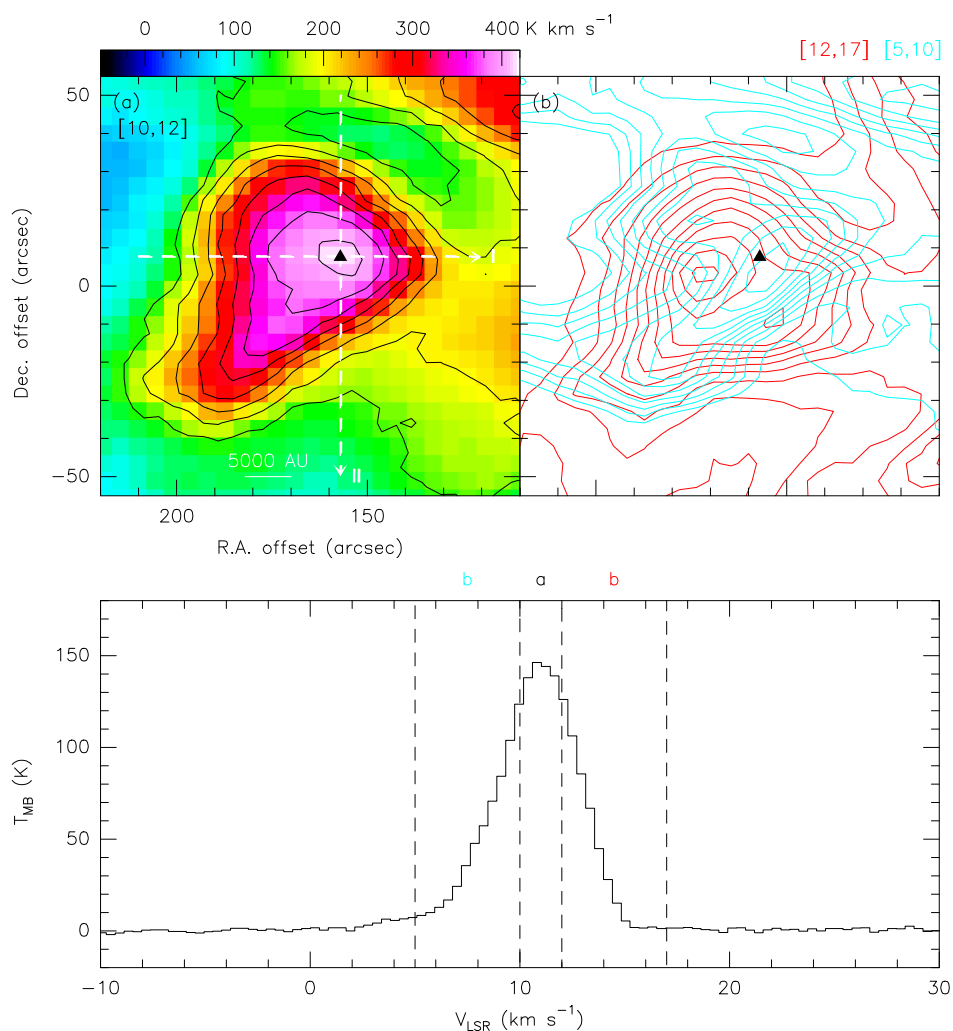 0 100 200 300 400 K km s⁻¹
[12,17] [5,10]
(a) (b)
[10,12]
50
0
−50
Dec. offset (arcsec)
I
5000 AU
II
200 150
R.A. offset (arcsec)
b a b
150
100
50
0
T_MB (K)
−10 0 10 20 30
V_LSR (km s⁻¹)